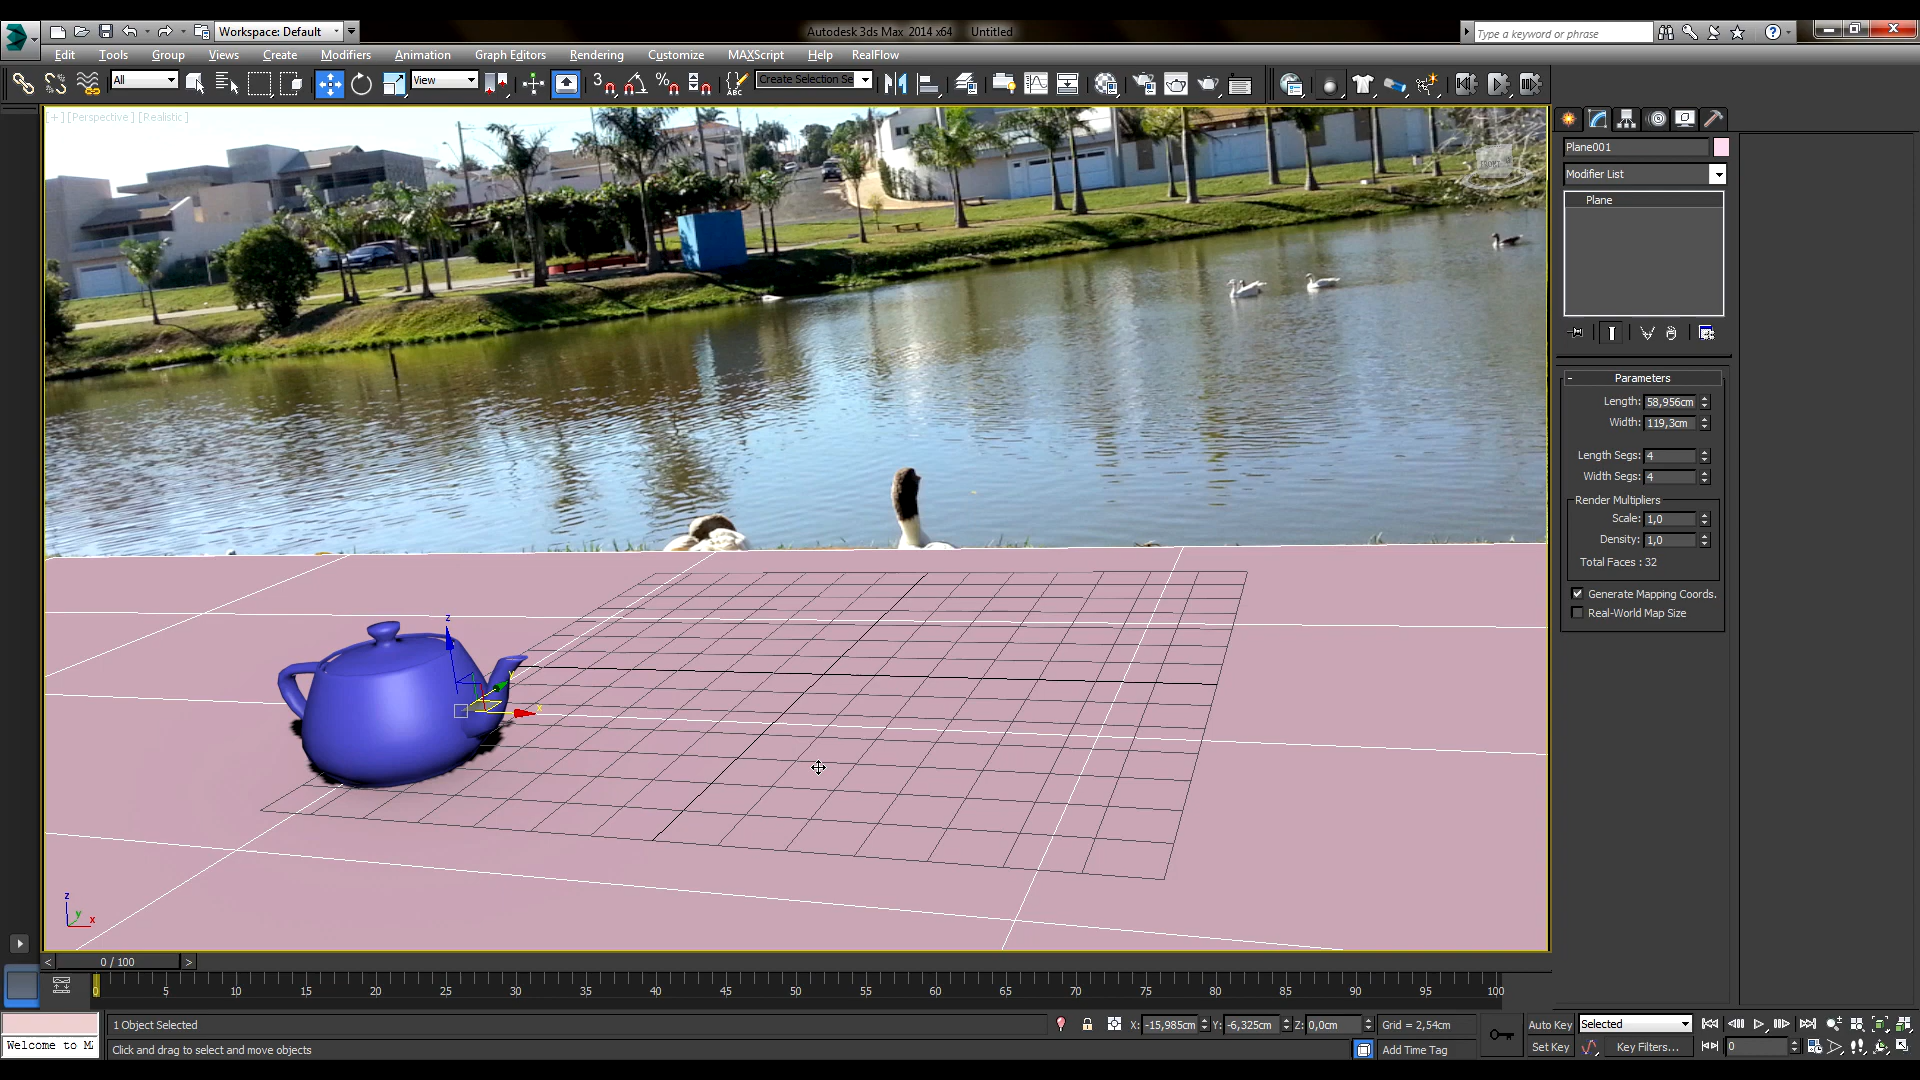 Workspace: Default
Autodesk 3ds Max 2014 x64 Untitled
Type a keyword or phrase
Edit Tools Group Views Create Modifiers Animation Graph Editors Rendering Customize MAXScript Help RealFlow
All
View
3
ABC
Create Selection Se
[+] [Perspective] [Realistic]
FRONT
Plane001
Modifier List
Plane
- Parameters
Length: 58,956cm
Width: 119,3cm
Length Segs: 4
Width Segs: 4
Render Multipliers
Scale: 1,0
Density: 1,0
Total Faces : 32
Generate Mapping Coords.
Real-World Map Size
z
y
x
z
y
x
< 0 / 100 >
0 5 10 15 20 25 30 35 40 45 50 55 60 65 70 75 80 85 90 95 100
1 Object Selected
X: -15,985cm Y: -6,325cm Z: 0,0cm
Grid = 2,54cm
Auto Key
Selected
Welcome to M
Click and drag to select and move objects
Add Time Tag
Set Key
Key Filters...
0